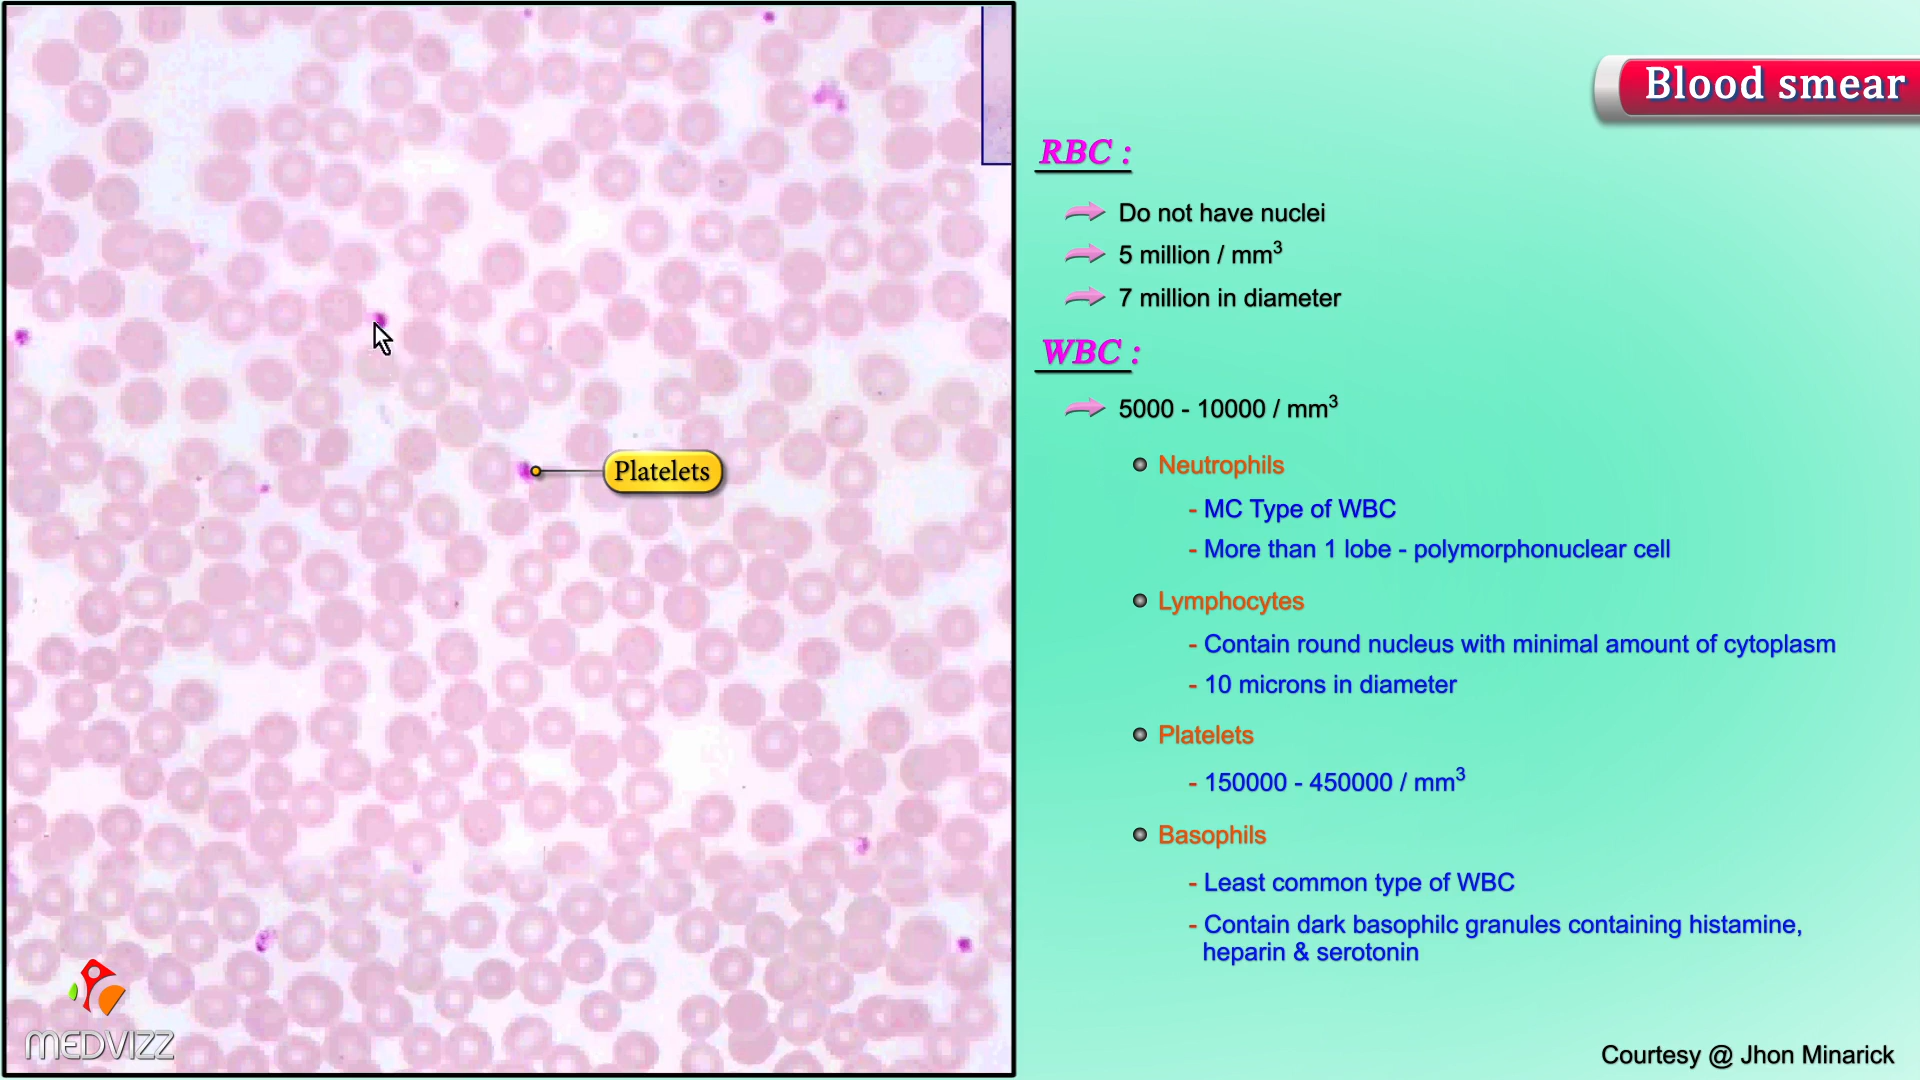 Blood smear
RBC :
Do not have nuclei
5 million / mm³
7 million in diameter
WBC :
5000 - 10000 / mm³
Neutrophils
- MC Type of WBC
- More than 1 lobe - polymorphonuclear cell
Lymphocytes
- Contain round nucleus with minimal amount of cytoplasm
- 10 microns in diameter
Platelets
- 150000 - 450000 / mm³
Basophils
- Least common type of WBC
- Contain dark basophilc granules containing histamine,
heparin & serotonin
Platelets
MEDVIZZ
Courtesy @ Jhon Minarick